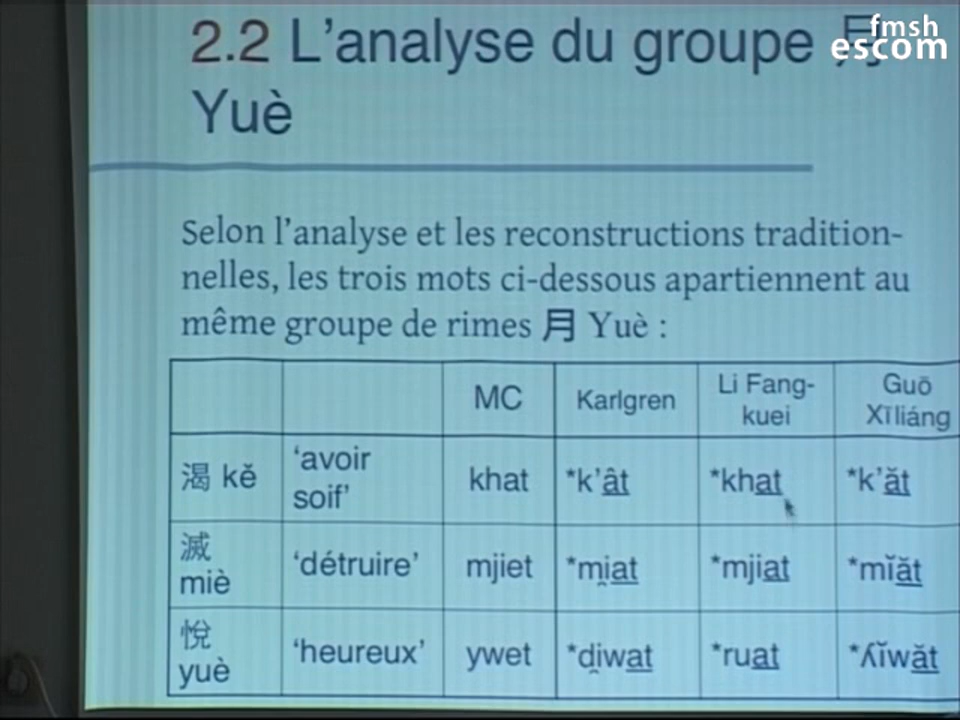 2.2 L’analyse du groupe 月
Yuè
fmsh
escom
Selon l’analyse et les reconstructions tradition-
nelles, les trois mots ci-dessous apartiennent au
même groupe de rimes 月 Yuè :
MC Karlgren Li Fang-kuei Guō Xīliáng
渴 kě ‘avoir soif’ khat *k’ât *khat *k’ăt
滅 miè ‘détruire’ mjiet *mi̯at *mjiat *mĭăt
悅 yuè ‘heureux’ ywet *di̯wat *ruat *ʎĭwăt